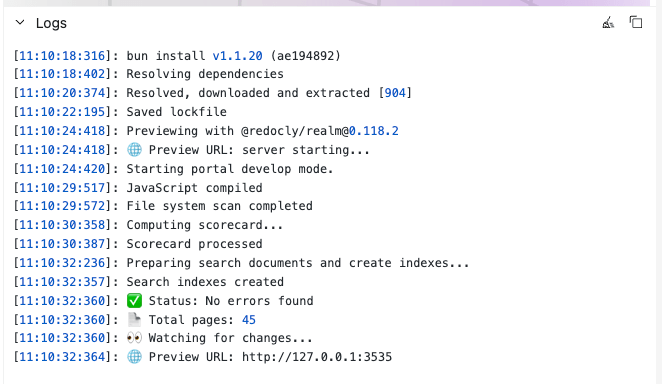 Logs
[11:10:18:316]: bun install v1.1.20 (ae194892)
[11:10:18:402]: Resolving dependencies
[11:10:20:374]: Resolved, downloaded and extracted [904]
[11:10:22:195]: Saved lockfile
[11:10:24:418]: Previewing with @redocly/realm@0.118.2
[11:10:24:418]: 🌐 Preview URL: server starting...
[11:10:24:420]: Starting portal develop mode.
[11:10:29:517]: JavaScript compiled
[11:10:29:572]: File system scan completed
[11:10:30:358]: Computing scorecard...
[11:10:30:387]: Scorecard processed
[11:10:32:236]: Preparing search documents and create indexes...
[11:10:32:357]: Search indexes created
[11:10:32:360]: ✅ Status: No errors found
[11:10:32:360]: 📄 Total pages: 45
[11:10:32:360]: 👀 Watching for changes...
[11:10:32:364]: 🌐 Preview URL: http://127.0.0.1:3535